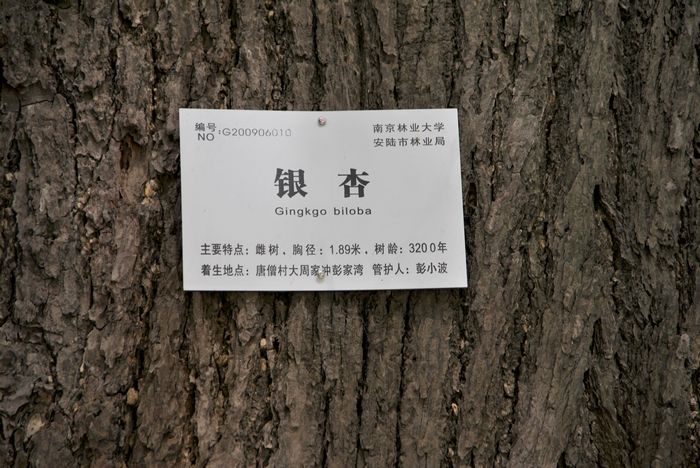 编号
NO :G200906010
南京林业大学
安陆市林业局
银杏
Gingkgo biloba
主要特点：雌树，胸径：1.89米，树龄：3200年
着生地点：唐僧村大周家冲彭家湾 管护人：彭小波